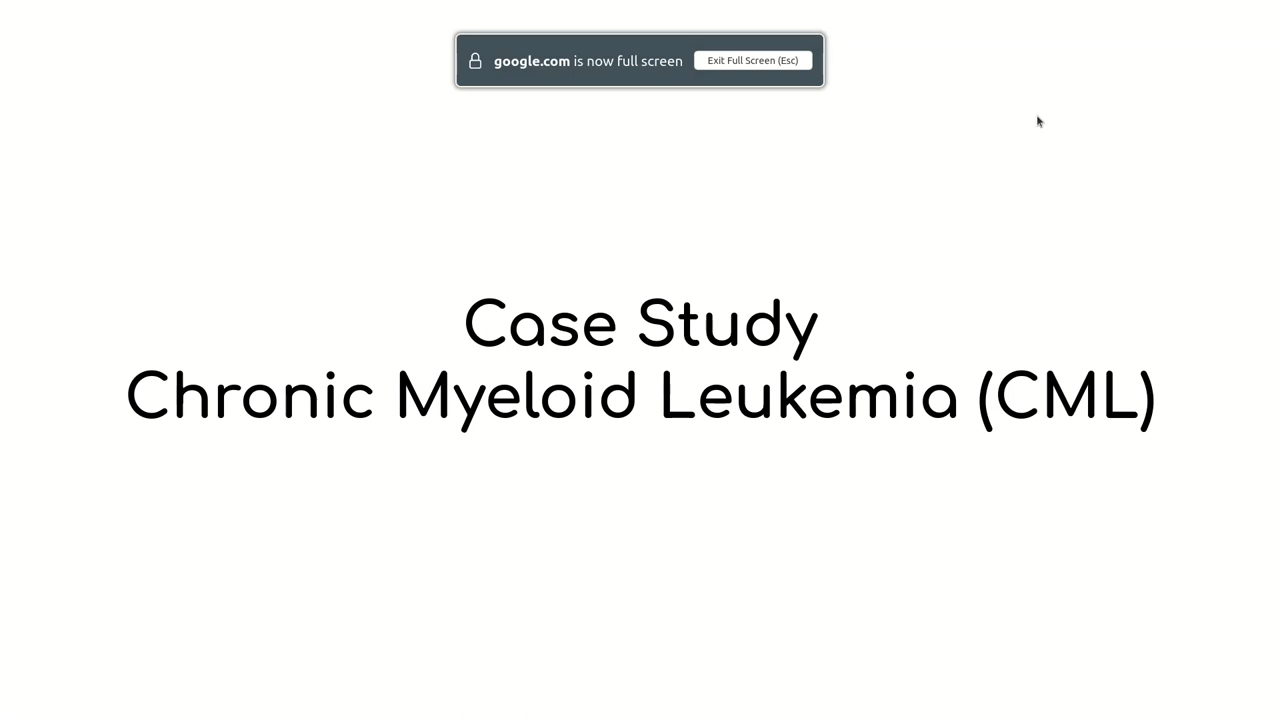 google.com is now full screen Exit Full Screen (Esc)
Case Study
Chronic Myeloid Leukemia (CML)